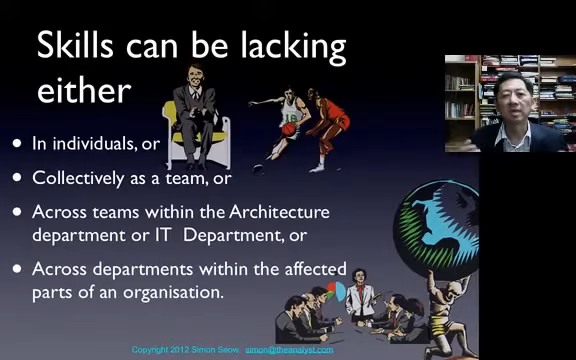 Skills can be lacking
either
• In individuals, or
• Collectively as a team, or
• Across teams within the Architecture
department or IT Department, or
• Across departments within the affected
parts of an organisation.
Copyright 2012 Simon Seow, simon@theanalyst.com